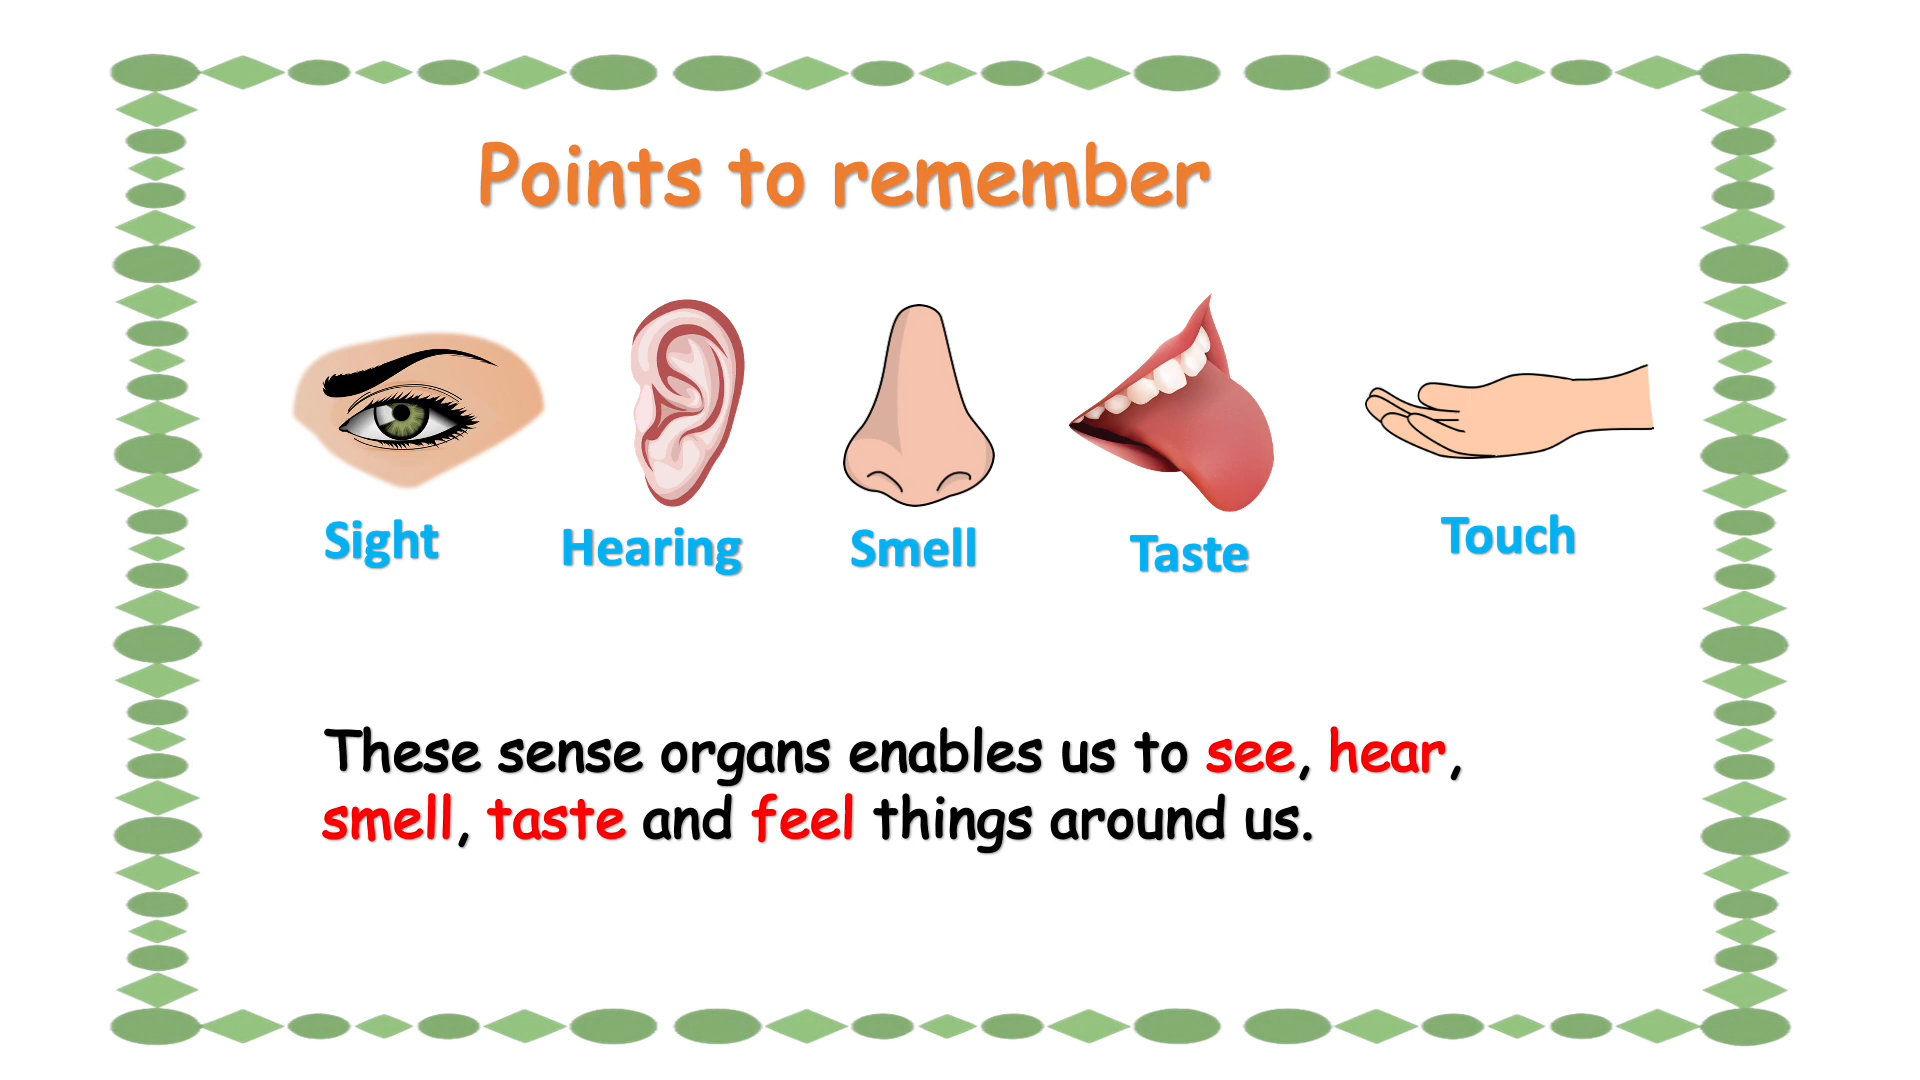 Points to remember
Sight
Hearing
Smell
Taste
Touch
These sense organs enables us to see, hear,
smell, taste and feel things around us.